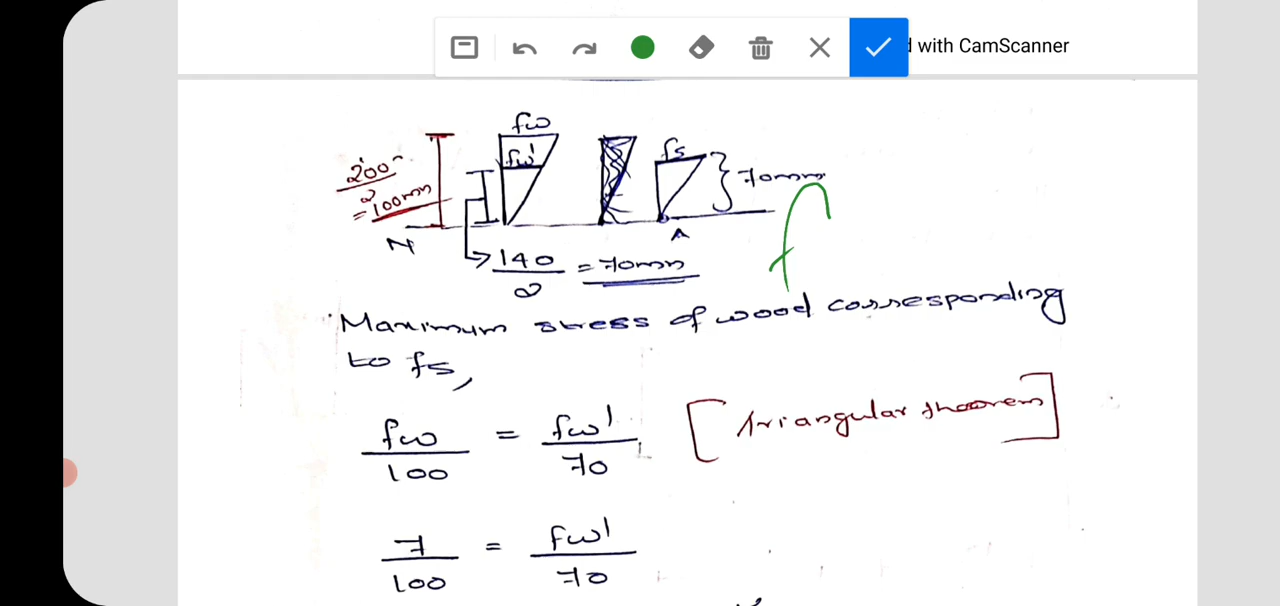 with CamScanner
fw
fw'
fs
200
2
= 100mm
70mm
N
A
140
2
= 70mm
Maximum stress of wood corresponding
to fs,
fw/100 = fw'/70 [triangular theorem]
7/100 = fw'/70